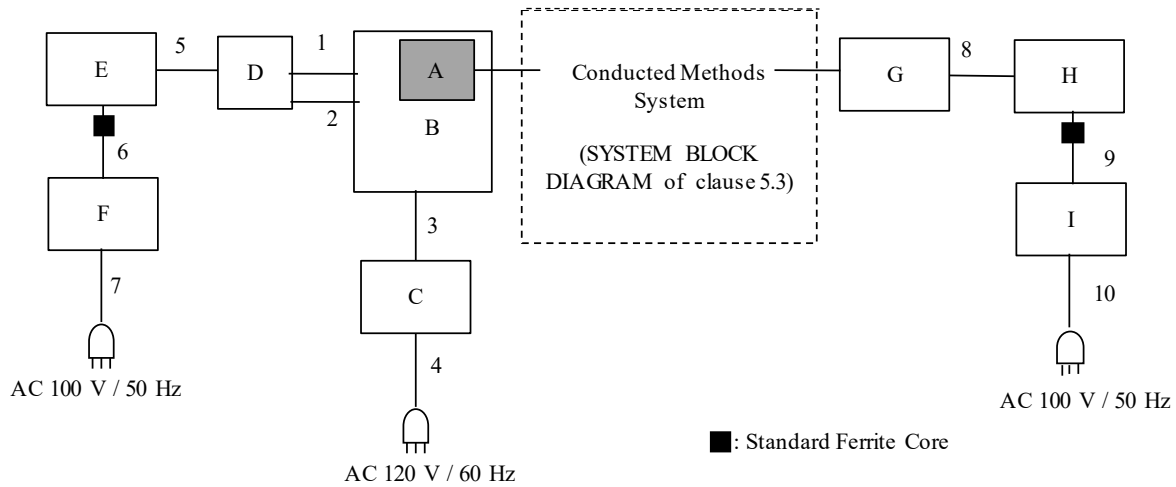 E
5
D
1
2
A
B
Conducted Methods
System
(SYSTEM BLOCK
DIAGRAM of clause 5.3)
G
8
H
6
9
F
3
I
7
C
10
4
AC 100 V / 50 Hz
AC 100 V / 50 Hz
: Standard Ferrite Core
AC 120 V / 60 Hz